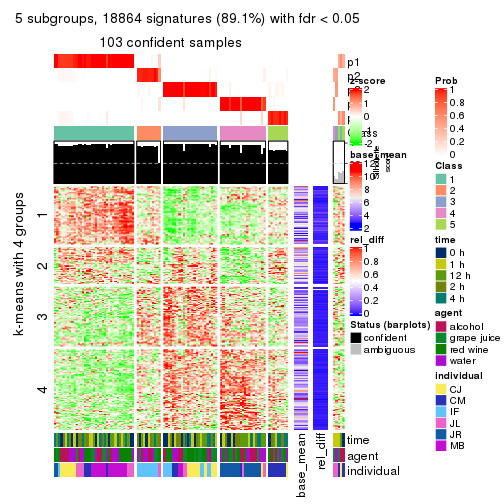 5 subgroups, 18864 signatures (89.1%) with fdr < 0.05
103 confident samples
p1
p2
z-score
2
1
0
-1
-2
Class
base_mean
12
10
8
6
4
2
rel_diff
1
0.8
0.6
0.4
0.2
0
Status (barplots)
confident
ambiguous
k-means with 4 groups
1
2
3
4
time
agent
individual
base_mean
rel_diff
Prob
1
0.8
0.6
0.4
0.2
0
Class
1
2
3
4
5
time
0 h
1 h
12 h
2 h
4 h
agent
alcohol
grape juice
red wine
water
individual
CJ
CM
IF
JL
JR
MB